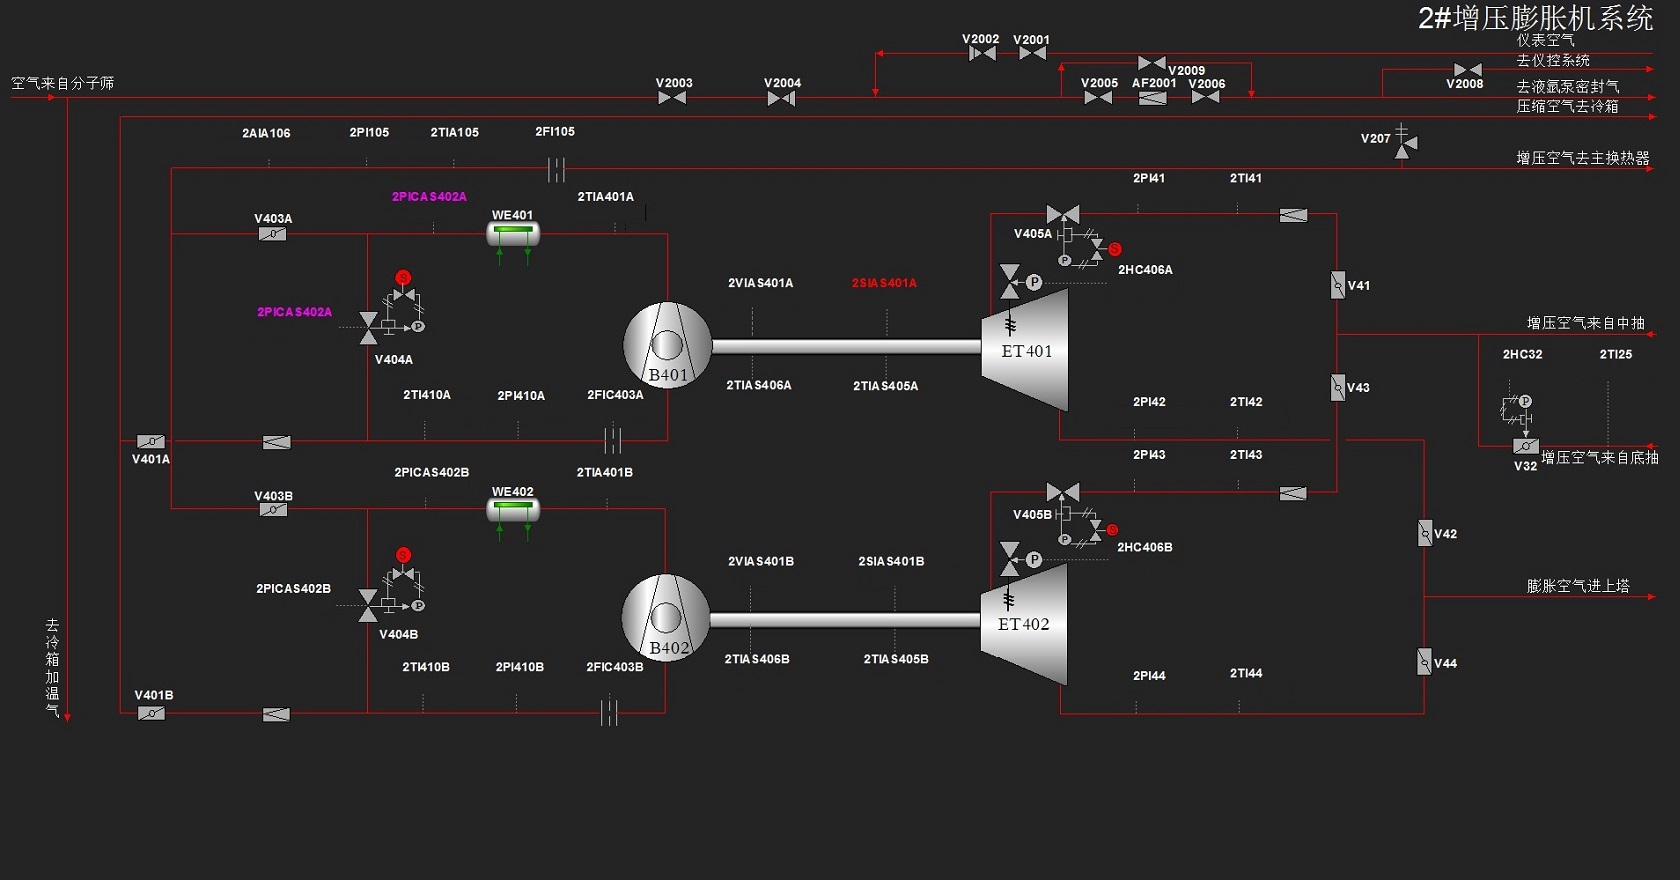 2#增压膨胀机系统
仪表空气
V2002
V2001
去仪控系统
V2009
V2008
空气来自分子筛
V2003
V2004
V2005
AF2001
V2006
去液氩泵密封气
压缩空气去冷箱
2AIA106
2PI105
2TIA105
2FI105
V207
增压空气去主换热器
2PICAS402A
2TIA401A
2PI41
2TI41
V403A
WE401
V405A
S
P
2HC406A
S
2PICAS402A
P
V404A
2VIAS401A
2SIAS401A
P
V41
B401
ET401
增压空气来自中抽
2HC32
2TI25
2TIAS406A
2TIAS405A
V43
2TI410A
2PI410A
2FIC403A
2PI42
2TI42
P
V401A
V32
增压空气来自底抽
2PICAS402B
2TIA401B
2PI43
2TI43
V403B
WE402
V405B
S
P
2HC406B
V42
S
2PICAS402B
P
V404B
2VIAS401B
2SIAS401B
P
膨胀空气进上塔
B402
ET402
2TIAS406B
2TIAS405B
V44
去冷箱加温气
2TI410B
2PI410B
2FIC403B
2PI44
2TI44
V401B